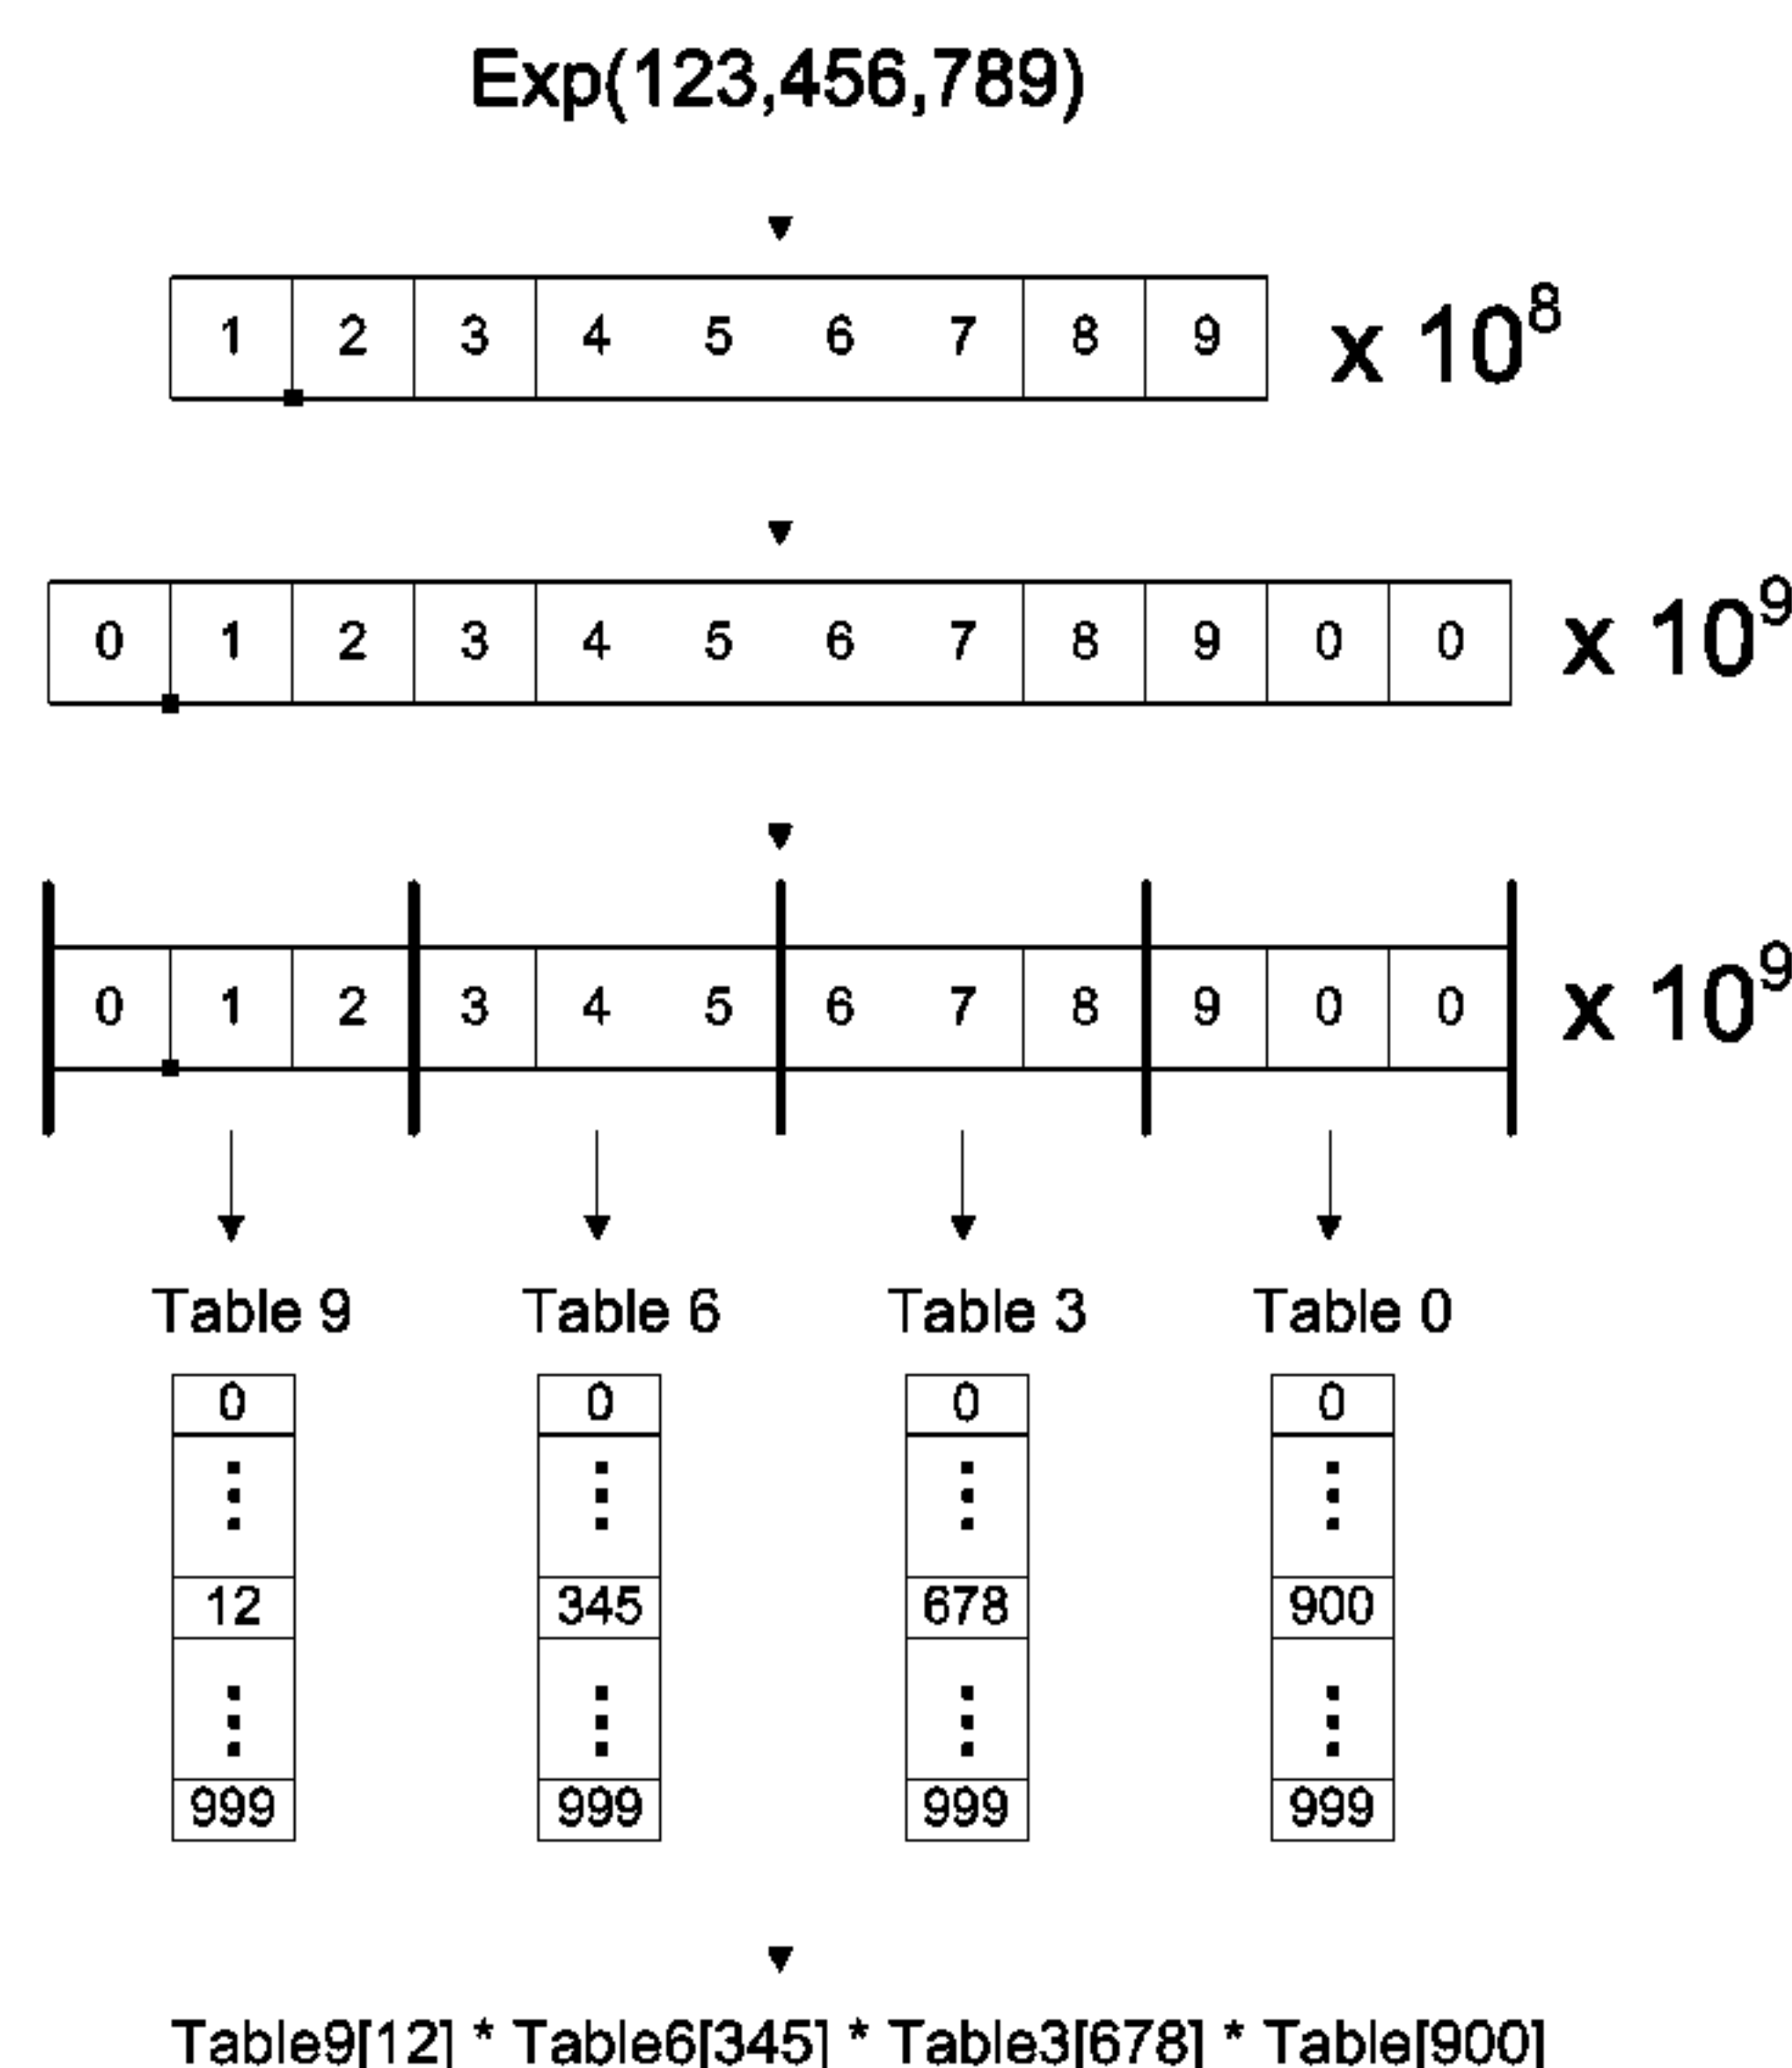 Exp(123,456,789)
1 2 3 4 5 6 7 8 9 x 10⁸
0 1 2 3 4 5 6 7 8 9 0 0 x 10⁹
0 1 2 3 4 5 6 7 8 9 0 0 x 10⁹
Table 9 Table 6 Table 3 Table 0
0 0 0 0
12 345 678 900
999 999 999 999
Table9[12] * Table6[345] * Table3[678] * Table[900]